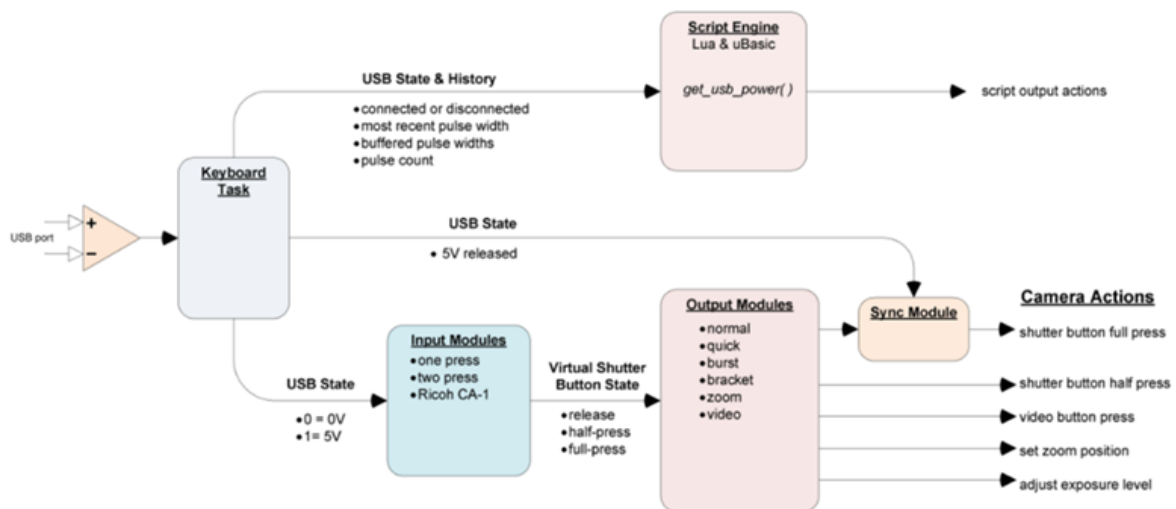 Script Engine
Lua & uBasic
get_usb_power( )
script output actions
USB State & History
•connected or disconnected
•most recent pulse width
•buffered pulse widths
•pulse count
Keyboard
Task
USB port
+
−
USB State
• 5V released
Output Modules
•normal
•quick
•burst
•bracket
•zoom
•video
Sync Module
Camera Actions
shutter button full press
shutter button half press
video button press
set zoom position
adjust exposure level
Input Modules
•one press
•two press
•Ricoh CA-1
USB State
•0 = 0V
•1= 5V
Virtual Shutter
Button State
•release
•half-press
•full-press